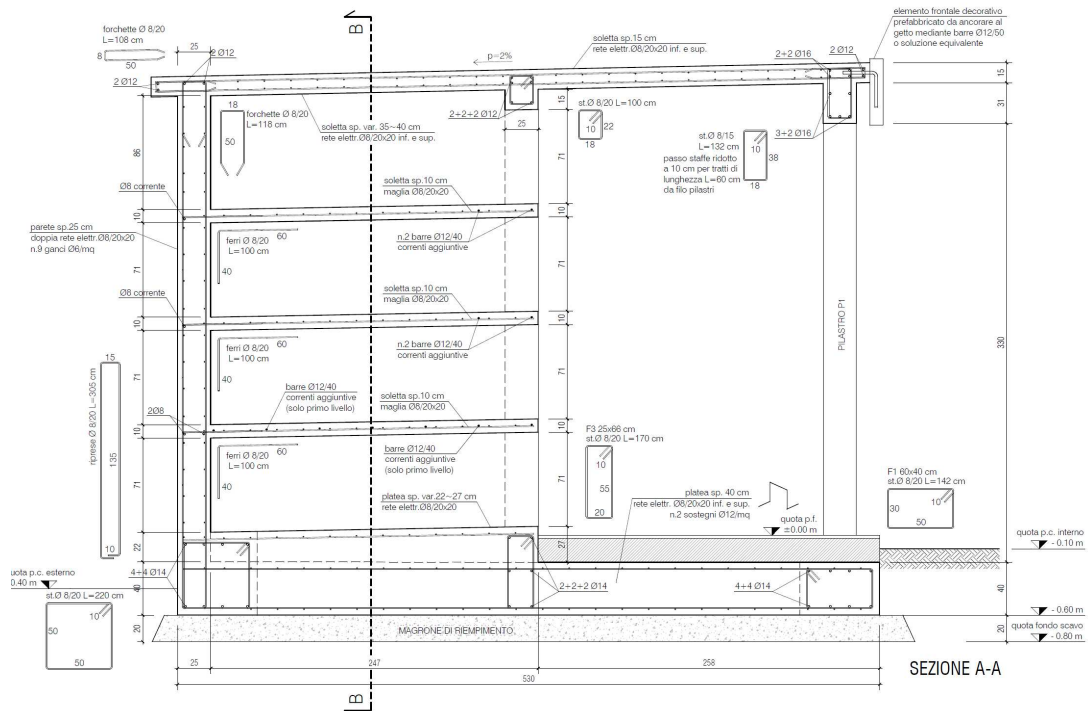 forchette Ø 8/20
L=108 cm
8
50
25
2 Ø12
2 Ø12
B
p=2%
soletta sp.15 cm
rete elettr.Ø8/20x20 inf. e sup.
elemento frontale decorativo
prefabbricato da ancorare al
getto mediante barre Ø12/50
o soluzione equivalente
2+2 Ø16
2 Ø12
15
31
18
forchette Ø 8/20
L=118 cm
50
soletta sp. var. 35~40 cm
rete elettr.Ø8/20x20 inf. e sup.
2+2+2 Ø12
15
25
st.Ø 8/20 L=100 cm
10
22
18
st.Ø 8/15
L=132 cm
passo staffe ridotto
a 10 cm per tratti di
lunghezza L=60 cm
da filo pilastri
10
38
18
3+2 Ø16
86
71
Ø8 corrente
soletta sp.10 cm
maglia Ø8/20x20
10
10
parete sp.25 cm
doppia rete elettr.Ø8/20x20
n.9 ganci Ø6/mq
ferri Ø 8/20
L=100 cm
60
40
n.2 barre Ø12/40
correnti aggiuntive
71
71
Ø8 corrente
soletta sp.10 cm
maglia Ø8/20x20
10
10
ferri Ø 8/20
L=100 cm
60
40
n.2 barre Ø12/40
correnti aggiuntive
71
71
PILASTRO P1
330
15
riprese Ø 8/20 L=305 cm
135
10
barre Ø12/40
correnti aggiuntive
(solo primo livello)
soletta sp.10 cm
maglia Ø8/20x20
2Ø8
10
10
ferri Ø 8/20
L=100 cm
60
40
barre Ø12/40
correnti aggiuntive
(solo primo livello)
71
71
F3 25x66 cm
st.Ø 8/20 L=170 cm
10
55
20
platea sp. var.22~27 cm
rete elettr.Ø8/20x20
platea sp. 40 cm
rete elettr. Ø8/20x20 inf. e sup.
n.2 sostegni Ø12/mq
quota p.f.
±0.00 m
F1 60x40 cm
st.Ø 8/20 L=142 cm
10
30
50
quota p.c. interno
- 0.10 m
22
27
4+4 Ø14
uota p.c. esterno
0.40 m
st.Ø 8/20 L=220 cm
10
50
50
40
2+2+2 Ø14
4+4 Ø14
40
- 0.60 m
20
MAGRONE DI RIEMPIMENTO
20
quota fondo scavo
- 0.80 m
25
247
258
530
B
SEZIONE A-A